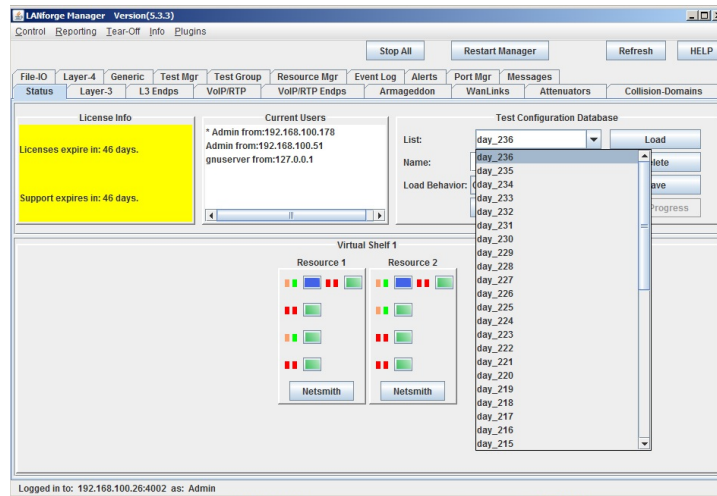 LANforge Manager Version(5.3.3)
Control Reporting Tear-Off Info Plugins
Stop All Restart Manager Refresh HELP
File-IO Layer-4 Generic Test Mgr Test Group Resource Mgr Event Log Alerts Port Mgr Messages
Status Layer-3 L3 Endps VoIP/RTP VoIP/RTP Endps Armageddon WanLinks Attenuators Collision-Domains
License Info
Licenses expire in: 46 days.
Support expires in: 46 days.
Current Users
* Admin from:192.168.100.178
Admin from:192.168.100.51
gnuserver from:127.0.0.1
Test Configuration Database
List: day_236 Load
Name:
Load Behavior:
Progress
day_236
day_235
day_234
day_233
day_232
day_231
day_230
day_229
day_228
day_227
day_226
day_225
day_224
day_223
day_222
day_221
day_220
day_219
day_218
day_217
day_216
day_215
Virtual Shelf 1
Resource 1 Resource 2
Netsmith Netsmith
Logged in to: 192.168.100.26:4002 as: Admin